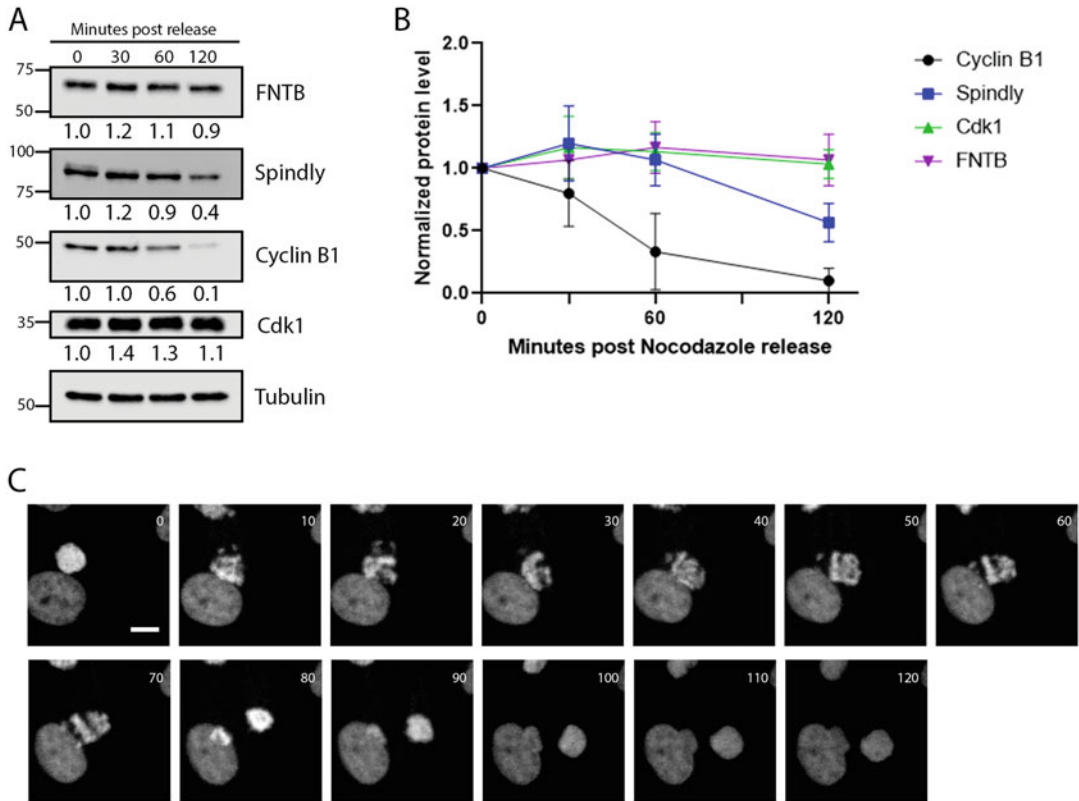 A
Minutes post release
0 30 60 120
75
50
FNTB
1.0 1.2 1.1 0.9
100
75
Spindly
1.0 1.2 0.9 0.4
50
Cyclin B1
1.0 1.0 0.6 0.1
35
Cdk1
1.0 1.4 1.3 1.1
50
Tubulin
B
2.0
1.5
1.0
0.5
0.0
Normalized protein level
0 60 120
Minutes post Nocodazole release
Cyclin B1
Spindly
Cdk1
FNTB
C
0 10 20 30 40 50 60
70 80 90 100 110 120